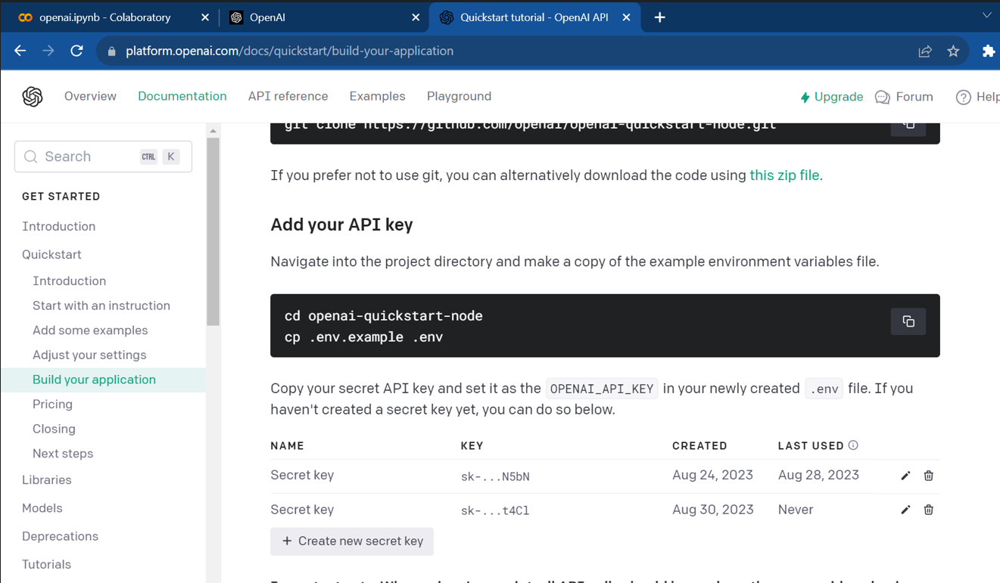 openai.ipynb - Colaboratory
OpenAI
Quickstart tutorial - OpenAI API
platform.openai.com/docs/quickstart/build-your-application
Overview
Documentation
API reference
Examples
Playground
Upgrade
Forum
Help
git clone https://github.com/openai/openai-quickstart-node.git
Search
CTRL
K
If you prefer not to use git, you can alternatively download the code using this zip file.
GET STARTED
Introduction
Quickstart
Introduction
Start with an instruction
Add some examples
Adjust your settings
Build your application
Pricing
Closing
Next steps
Libraries
Models
Deprecations
Tutorials
Add your API key
Navigate into the project directory and make a copy of the example environment variables file.
cd openai-quickstart-node
cp .env.example .env
Copy your secret API key and set it as the OPENAI_API_KEY in your newly created .env file. If you
haven't created a secret key yet, you can do so below.
NAME KEY CREATED LAST USED
Secret key sk-...N5bN Aug 24, 2023 Aug 28, 2023
Secret key sk-...t4Cl Aug 30, 2023 Never
+ Create new secret key